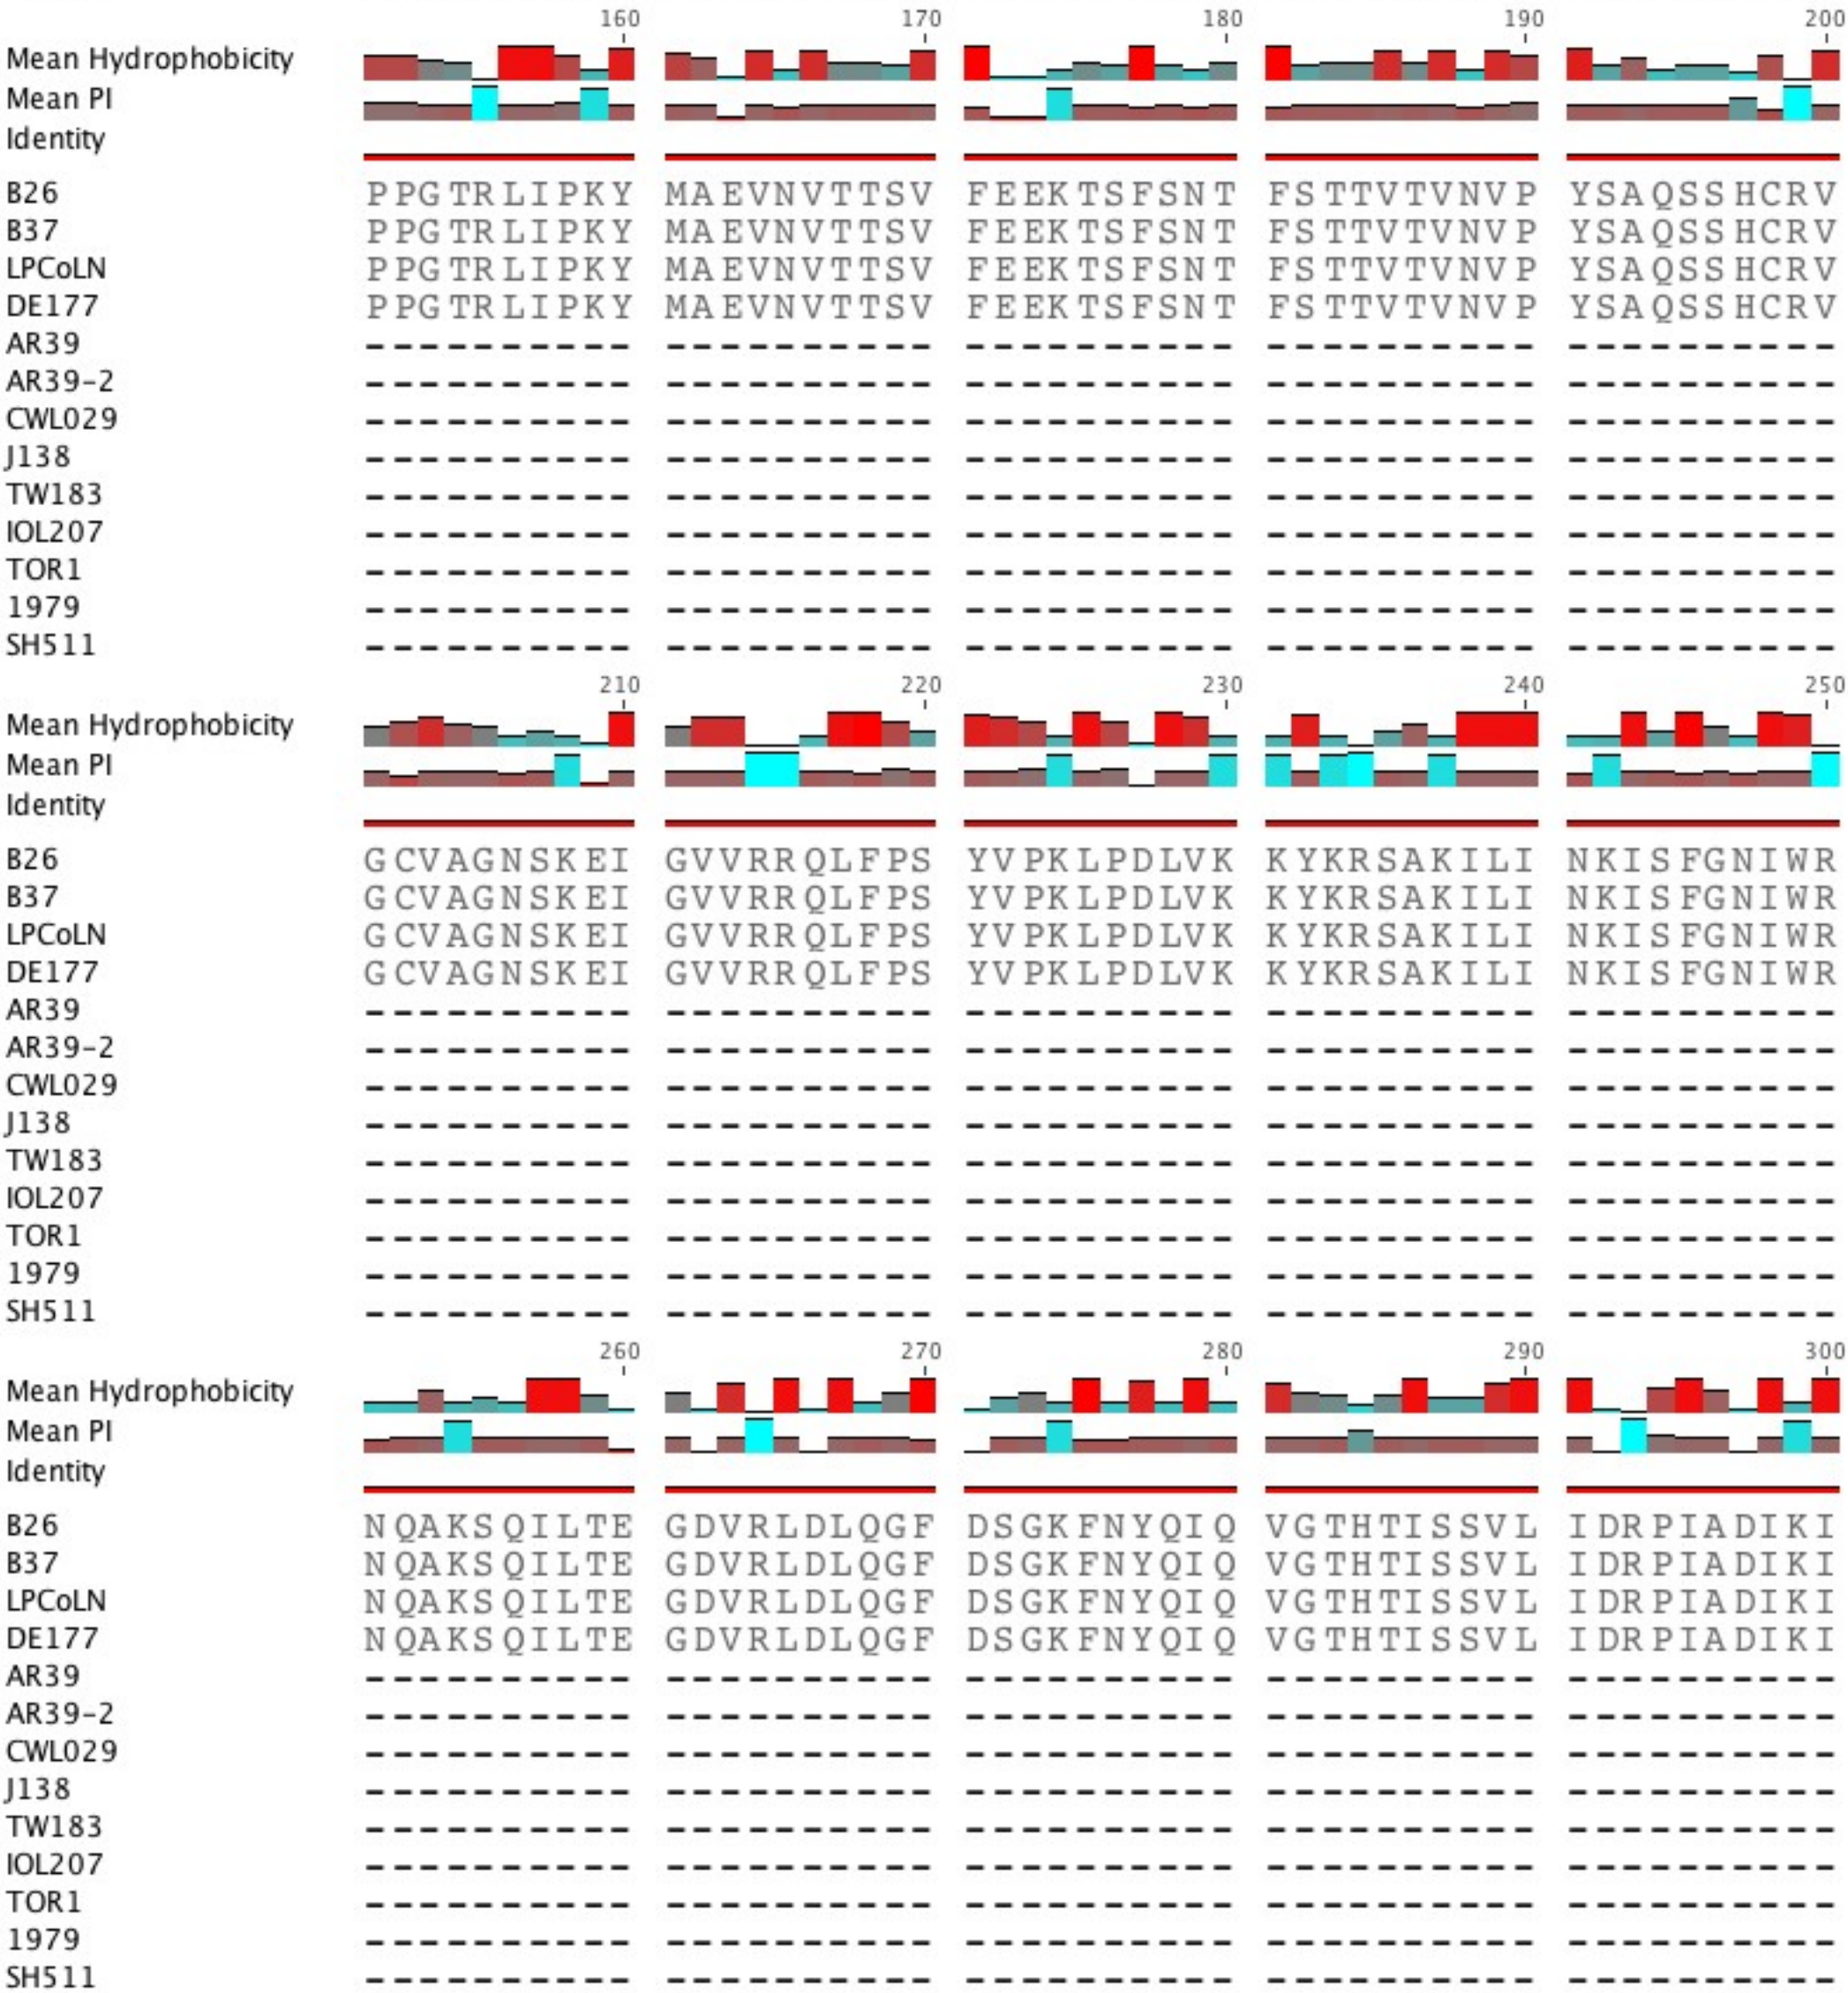 160 170 180 190 200
Mean Hydrophobicity
Mean PI
Identity
B26 PPGTRLIPKY MAEVNVTTSV FEEKTSFSNT FSTTVTVNVP YSAQSSHCRV
B37 PPGTRLIPKY MAEVNVTTSV FEEKTSFSNT FSTTVTVNVP YSAQSSHCRV
LPCoLN PPGTRLIPKY MAEVNVTTSV FEEKTSFSNT FSTTVTVNVP YSAQSSHCRV
DE177 PPGTRLIPKY MAEVNVTTSV FEEKTSFSNT FSTTVTVNVP YSAQSSHCRV
AR39 ---------- ---------- ---------- ---------- ----------
AR39-2 ---------- ---------- ---------- ---------- ----------
CWL029 ---------- ---------- ---------- ---------- ----------
J138 ---------- ---------- ---------- ---------- ----------
TW183 ---------- ---------- ---------- ---------- ----------
IOL207 ---------- ---------- ---------- ---------- ----------
TOR1 ---------- ---------- ---------- ---------- ----------
1979 ---------- ---------- ---------- ---------- ----------
SH511 ---------- ---------- ---------- ---------- ----------
210 220 230 240 250
Mean Hydrophobicity
Mean PI
Identity
B26 GCVAGNSKEI GVVRRQLFPS YVPKLPDLVK KYKRSAKILI NKISFGNIWR
B37 GCVAGNSKEI GVVRRQLFPS YVPKLPDLVK KYKRSAKILI NKISFGNIWR
LPCoLN GCVAGNSKEI GVVRRQLFPS YVPKLPDLVK KYKRSAKILI NKISFGNIWR
DE177 GCVAGNSKEI GVVRRQLFPS YVPKLPDLVK KYKRSAKILI NKISFGNIWR
AR39 ---------- ---------- ---------- ---------- ----------
AR39-2 ---------- ---------- ---------- ---------- ----------
CWL029 ---------- ---------- ---------- ---------- ----------
J138 ---------- ---------- ---------- ---------- ----------
TW183 ---------- ---------- ---------- ---------- ----------
IOL207 ---------- ---------- ---------- ---------- ----------
TOR1 ---------- ---------- ---------- ---------- ----------
1979 ---------- ---------- ---------- ---------- ----------
SH511 ---------- ---------- ---------- ---------- ----------
260 270 280 290 300
Mean Hydrophobicity
Mean PI
Identity
B26 NQAKSQILTE GDVRLDLQGF DSGKFNYQIQ VGTHTISSVL IDRPIADIKI
B37 NQAKSQILTE GDVRLDLQGF DSGKFNYQIQ VGTHTISSVL IDRPIADIKI
LPCoLN NQAKSQILTE GDVRLDLQGF DSGKFNYQIQ VGTHTISSVL IDRPIADIKI
DE177 NQAKSQILTE GDVRLDLQGF DSGKFNYQIQ VGTHTISSVL IDRPIADIKI
AR39 ---------- ---------- ---------- ---------- ----------
AR39-2 ---------- ---------- ---------- ---------- ----------
CWL029 ---------- ---------- ---------- ---------- ----------
J138 ---------- ---------- ---------- ---------- ----------
TW183 ---------- ---------- ---------- ---------- ----------
IOL207 ---------- ---------- ---------- ---------- ----------
TOR1 ---------- ---------- ---------- ---------- ----------
1979 ---------- ---------- ---------- ---------- ----------
SH511 ---------- ---------- ---------- ---------- ----------